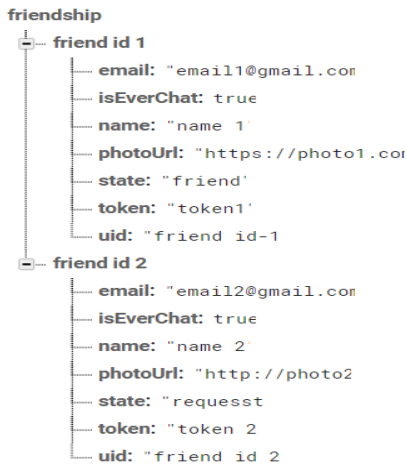 friendship
friend id 1
email: "email1@gmail.com
isEverChat: true
name: "name 1'
photoUrl: "https://photo1.com
state: "friend'
token: "token1'
uid: "friend id-1
friend id 2
email: "email2@gmail.com
isEverChat: true
name: "name 2'
photoUrl: "http://photo2
state: "requesst
token: "token 2
uid: "friend id 2